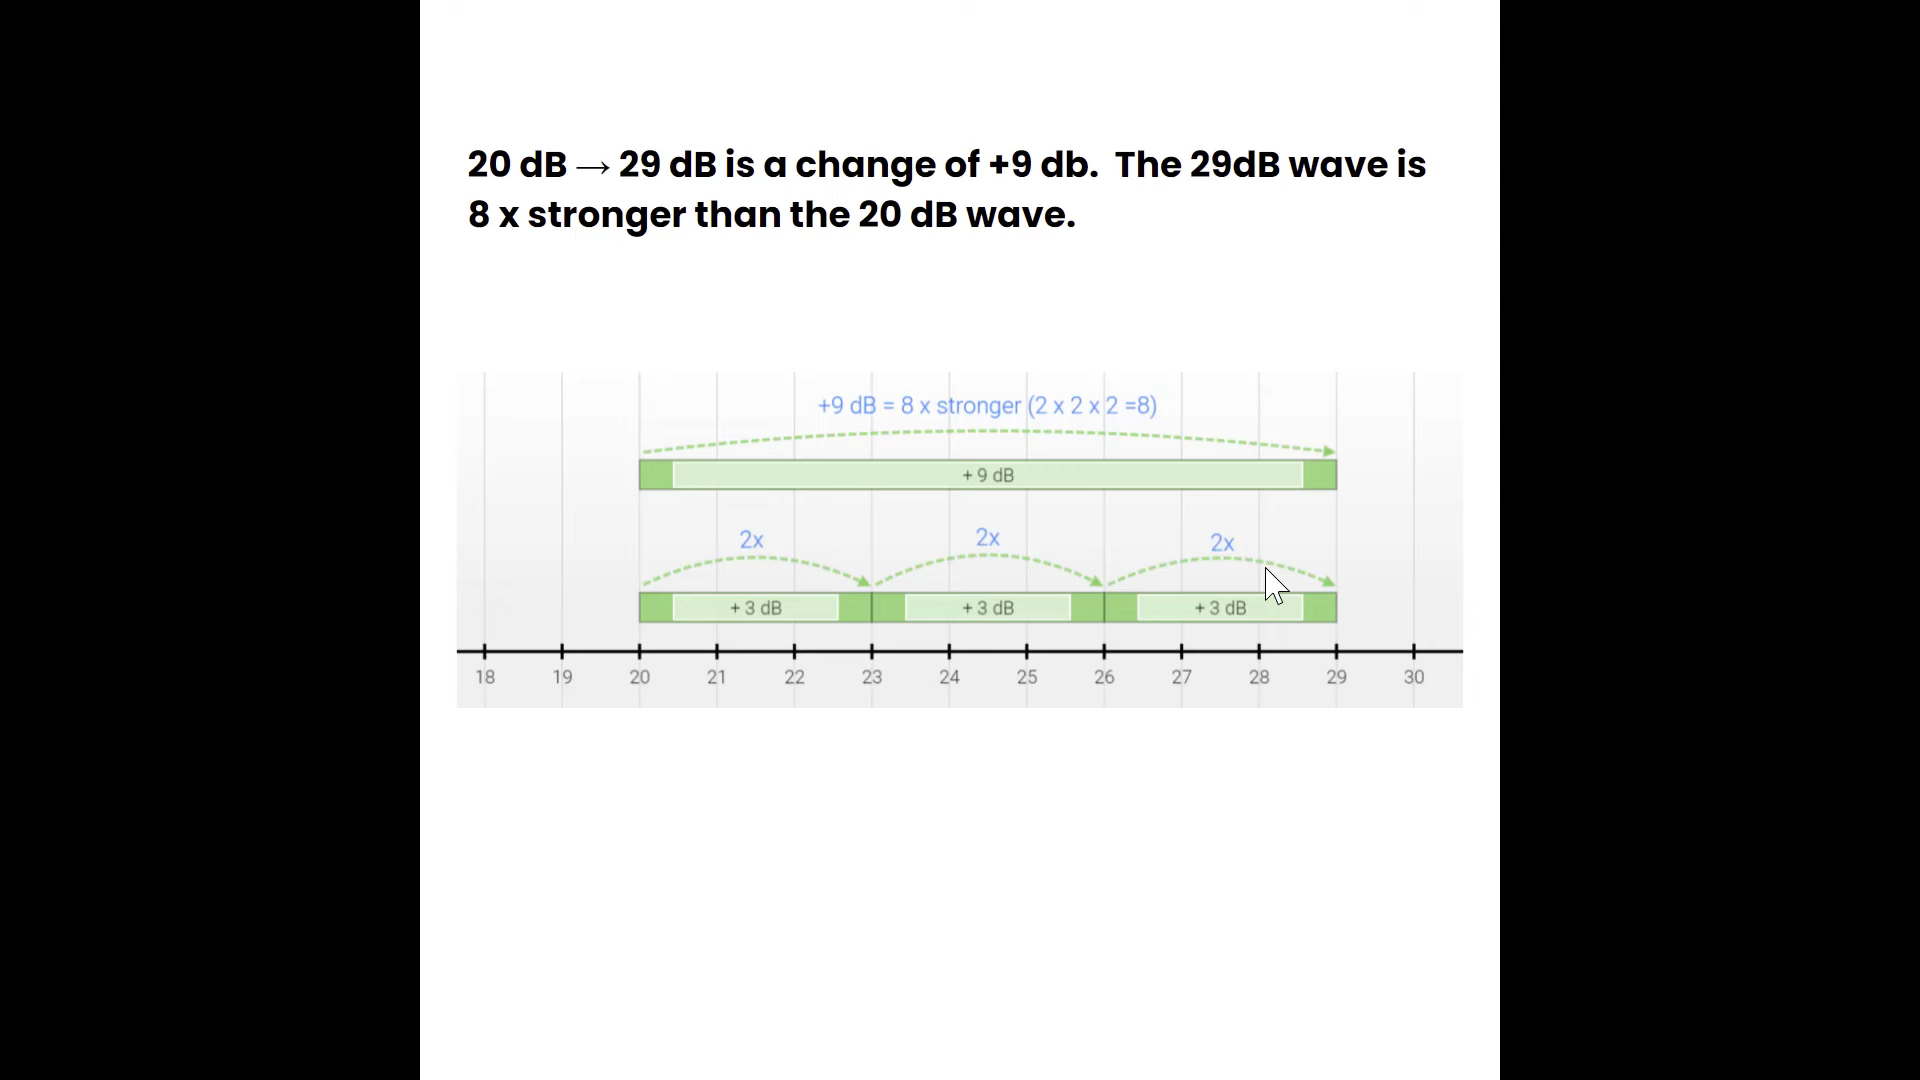 20 dB → 29 dB is a change of +9 db. The 29dB wave is
8 x stronger than the 20 dB wave.
+9 dB = 8 x stronger (2 x 2 x 2 =8)
+ 9 dB
2x 2x 2x
+ 3 dB + 3 dB + 3 dB
18 19 20 21 22 23 24 25 26 27 28 29 30